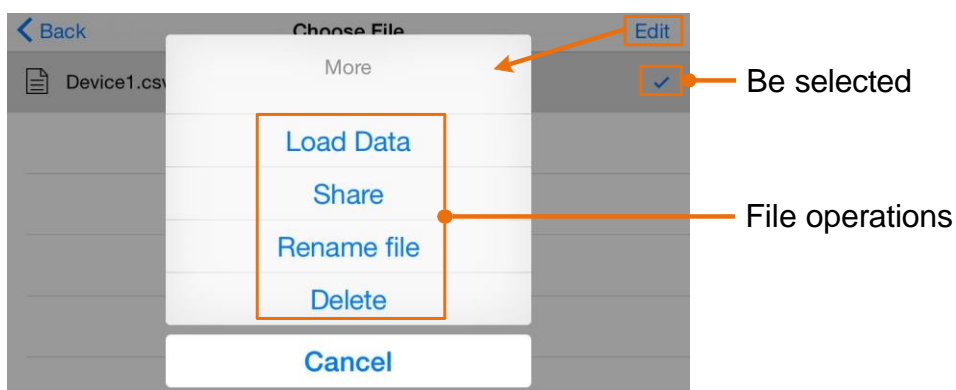 Back Choose File Edit
More
Device1.csv
Be selected
Load Data
Share
File operations
Rename file
Delete
Cancel